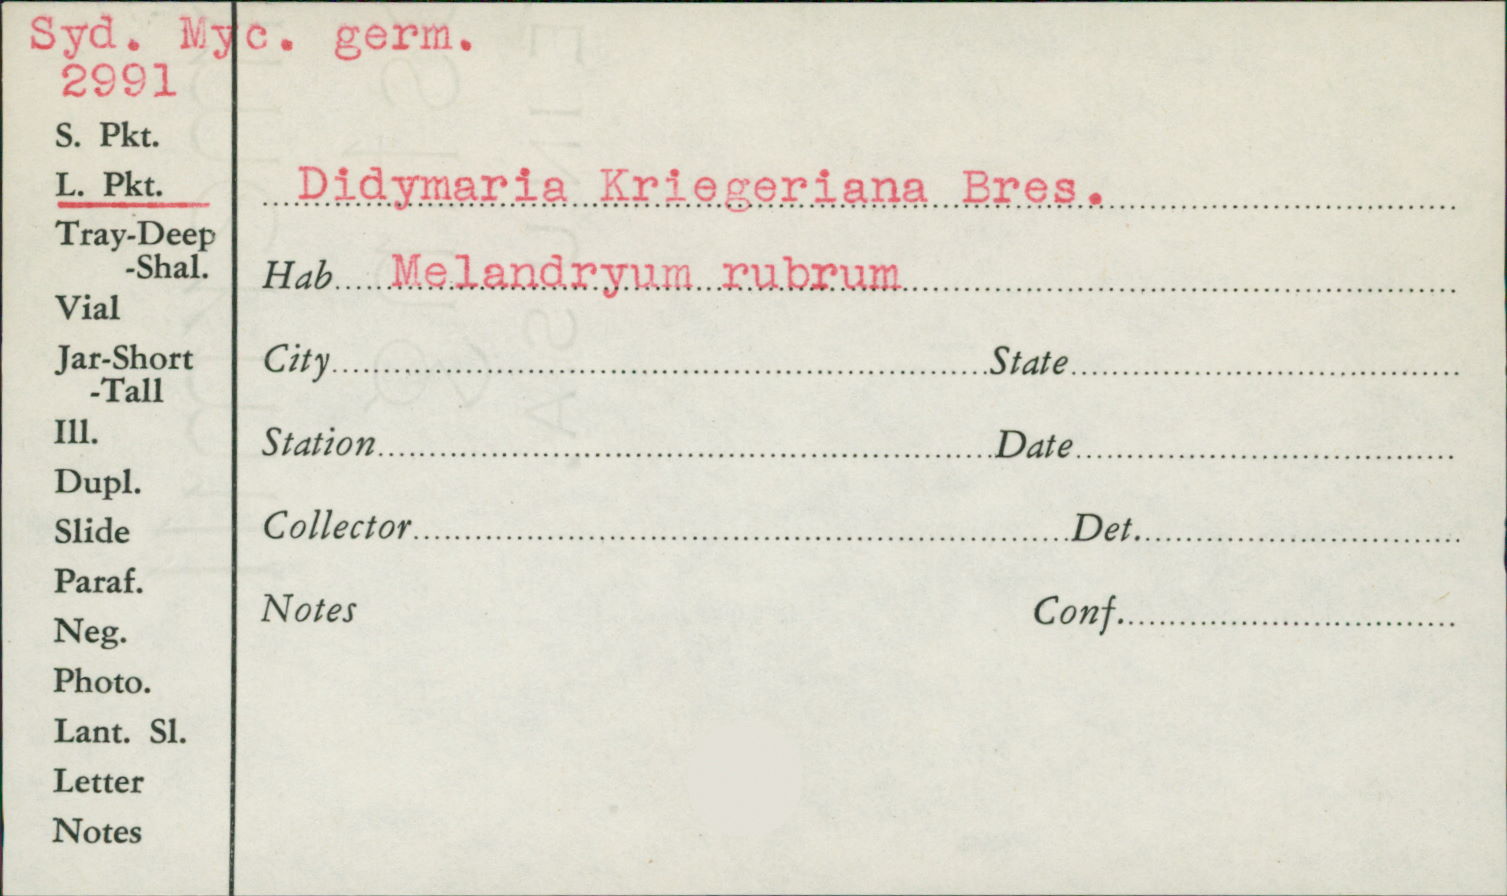 Syd. Myc. germ.
2991
S. Pkt.
L. Pkt.
Tray-Deep
-Shal.
Vial
Jar-Short
-Tall
Ill.
Dupl.
Slide
Paraf.
Neg.
Photo.
Lant. Sl.
Letter
Notes
Didymaria Kriegeriana Bres.
Hab Melandryum rubrum
City State
Station Date
Collector Det.
Notes Conf.